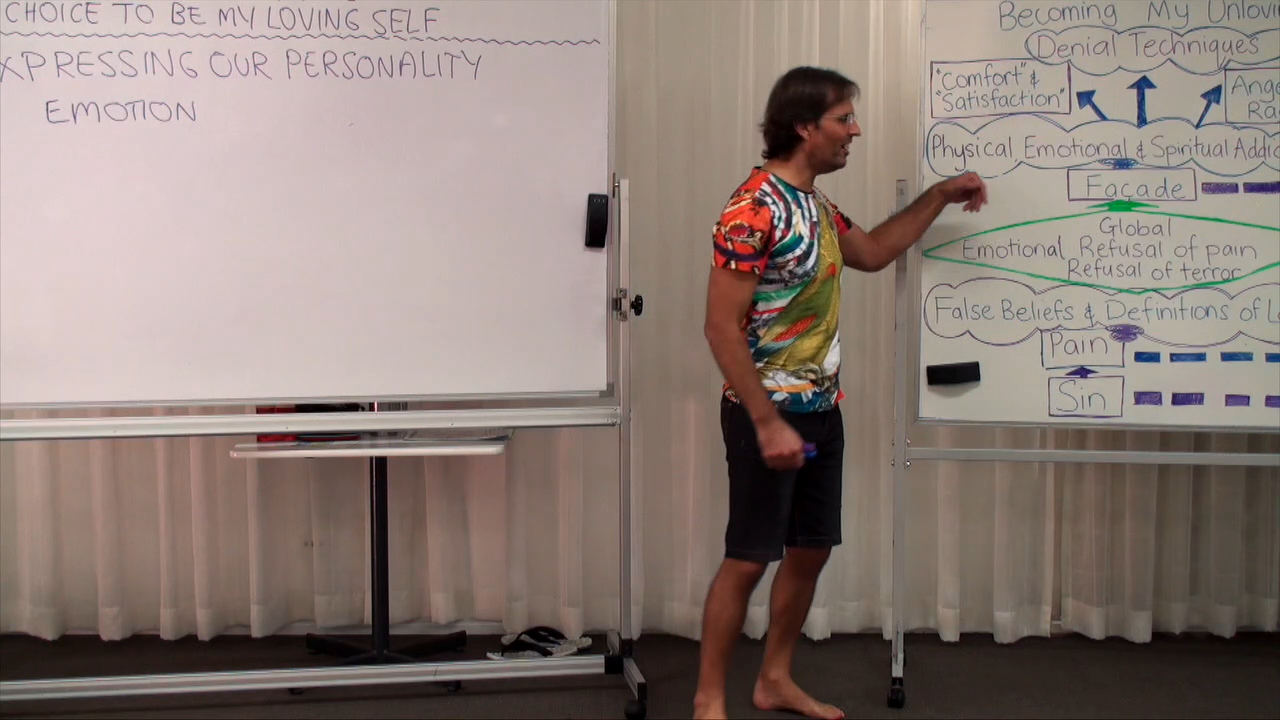 CHOICE TO BE MY LOVING SELF
XPRESSING OUR PERSONALITY
EMOTION
Becoming My Unlovi
Denial Techniques
"Comfort" &
"Satisfaction"
Ange
Ra
Physical Emotional & Spiritual Addic
Façade
Global
Emotional Refusal of pain
Refusal of terror
False Beliefs & Definitions of L
Pain
Sin